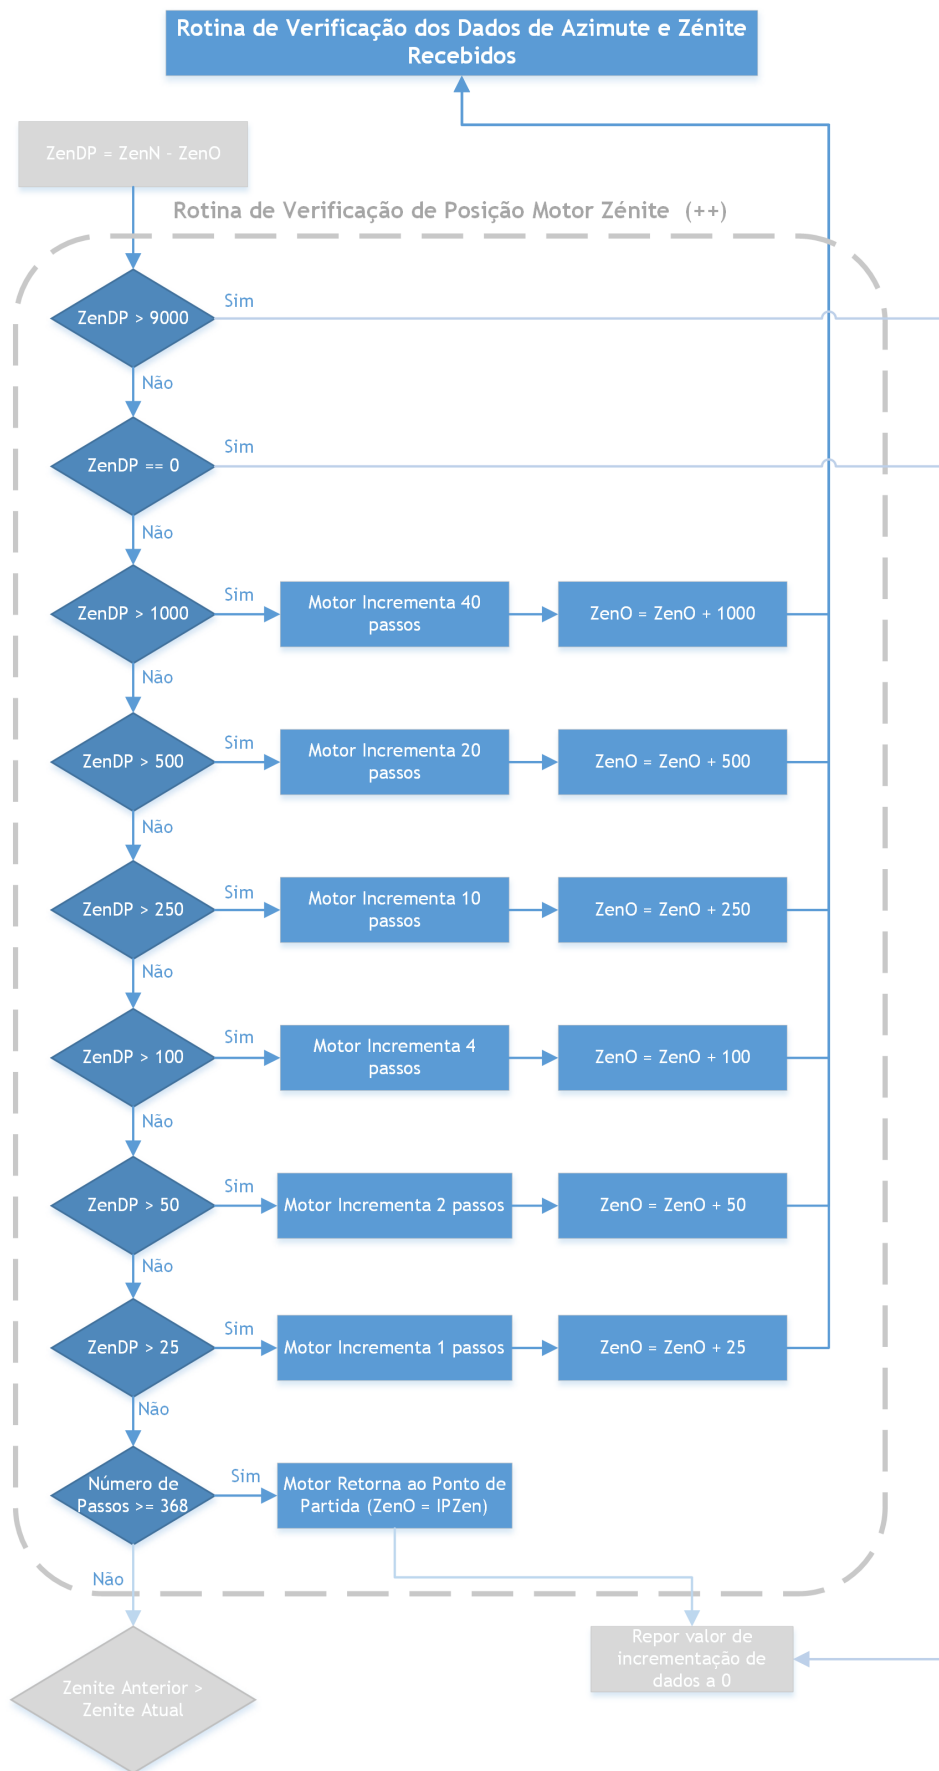 Rotina de Verificação dos Dados de Azimute e Zénite
Recebidos
ZenDP = ZenN - ZenO
Rotina de Verificação de Posição Motor Zénite (++)
ZenDP > 9000
Sim
Não
ZenDP == 0
Sim
Não
ZenDP > 1000
Sim
Motor Incrementa 40
passos
ZenO = ZenO + 1000
Não
ZenDP > 500
Sim
Motor Incrementa 20
passos
ZenO = ZenO + 500
Não
ZenDP > 250
Sim
Motor Incrementa 10
passos
ZenO = ZenO + 250
Não
ZenDP > 100
Sim
Motor Incrementa 4
passos
ZenO = ZenO + 100
Não
ZenDP > 50
Sim
Motor Incrementa 2 passos
ZenO = ZenO + 50
Não
ZenDP > 25
Sim
Motor Incrementa 1 passos
ZenO = ZenO + 25
Não
Número de
Passos >= 368
Sim
Motor Retorna ao Ponto de
Partida (ZenO = IPZen)
Não
Zenite Anterior >
Zenite Atual
Repor valor de
incrementação de
dados a 0